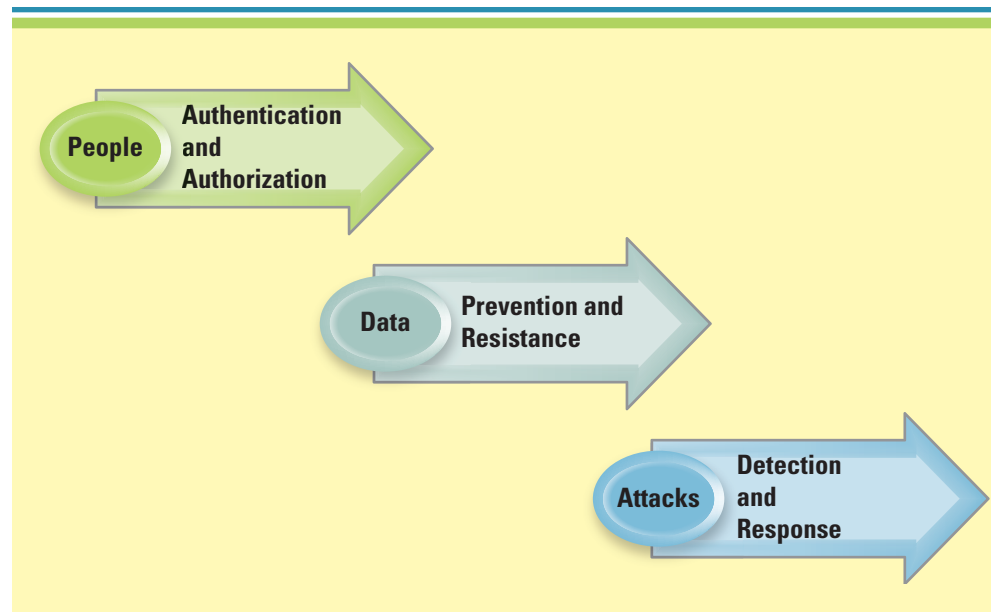 People
Authentication
and
Authorization
Data
Prevention and
Resistance
Attacks
Detection
and
Response